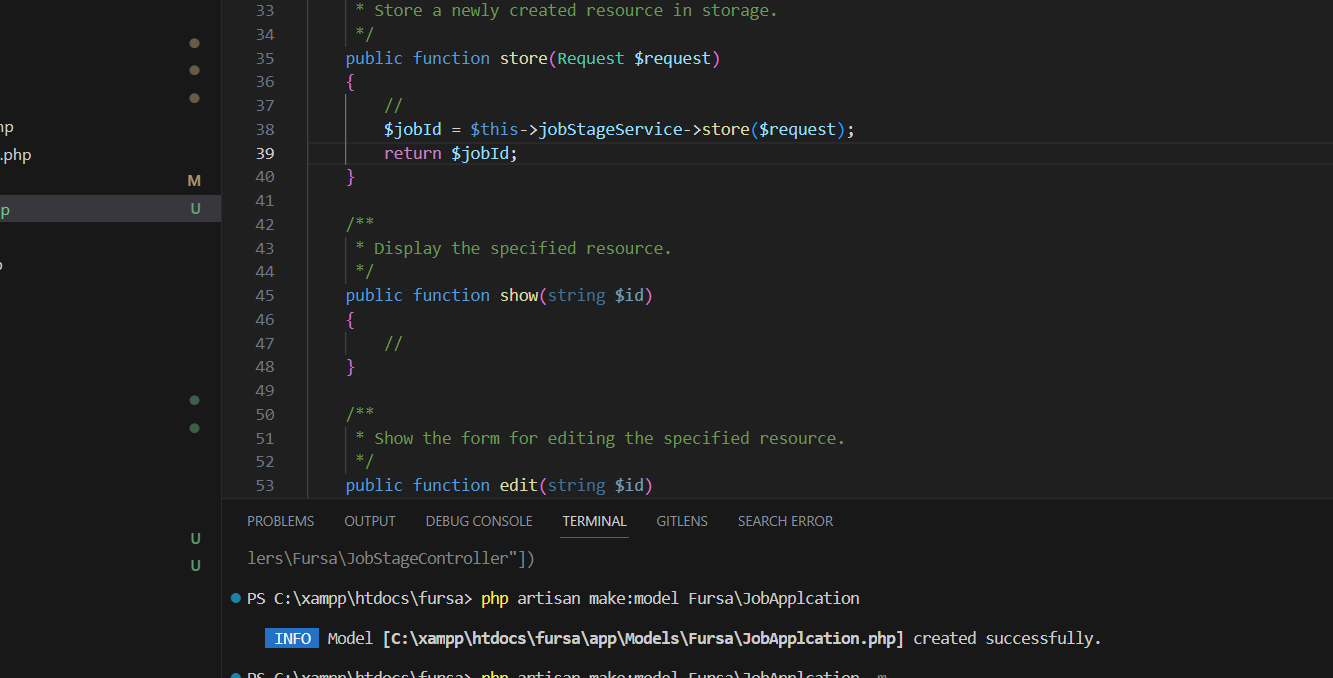 33 * Store a newly created resource in storage.
34 */
35 public function store(Request $request)
36 {
37 //
38 $jobId = $this->jobStageService->store($request);
39 return $jobId;
40 }
41
42 /**
43 * Display the specified resource.
44 */
45 public function show(string $id)
46 {
47 //
48 }
49
50 /**
51 * Show the form for editing the specified resource.
52 */
53 public function edit(string $id)
.php
M
U
U
U
PROBLEMS OUTPUT DEBUG CONSOLE TERMINAL GITLENS SEARCH ERROR
lers\Fursa\JobStageController"])
PS C:\xampp\htdocs\fursa> php artisan make:model Fursa\JobApplcation
INFO Model [C:\xampp\htdocs\fursa\app\Models\Fursa\JobApplcation.php] created successfully.
PS C:\xampp\htdocs\fursa> php artisan make:model Fursa\JobApplcation -m